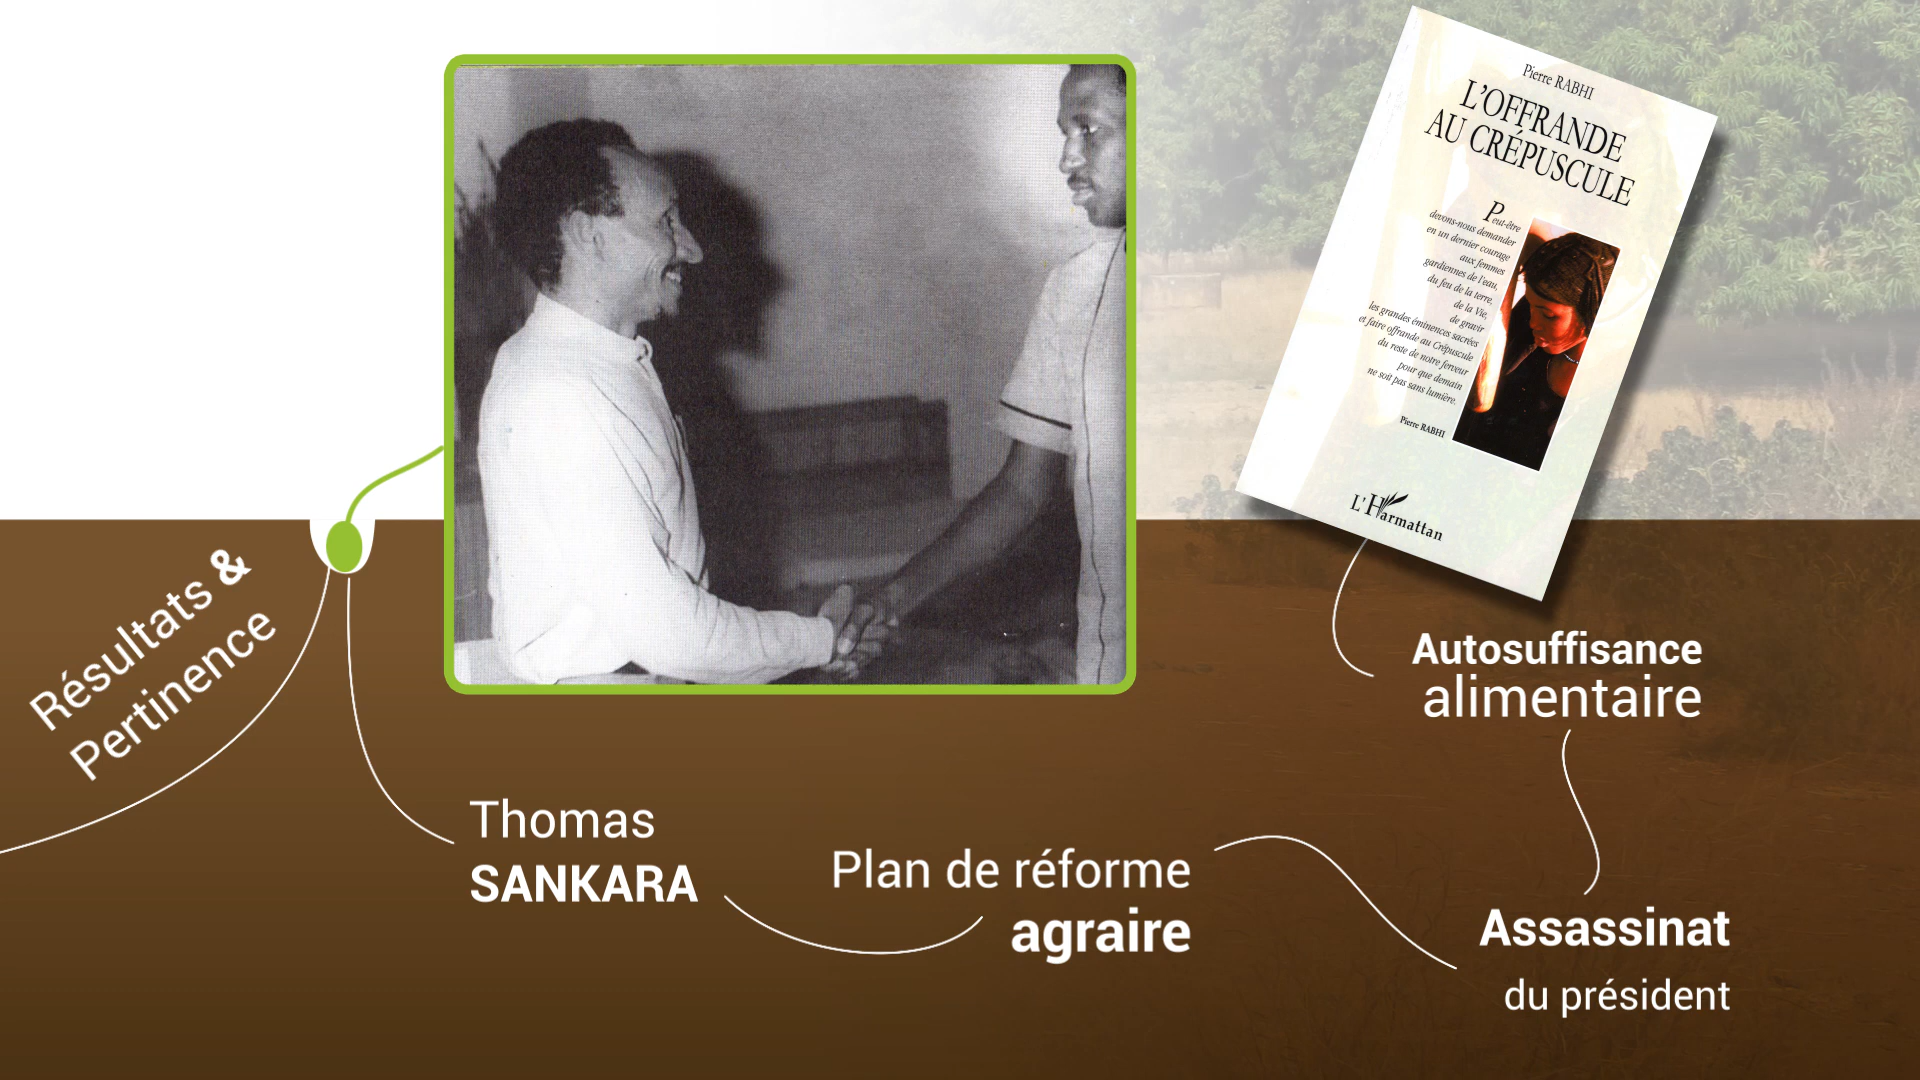 Résultats &
Pertinence
Thomas
SANKARA
Plan de réforme
agraire
Assassinat
du président
Autosuffisance
alimentaire
Pierre RABHI
L'OFFRANDE
AU CRÉPUSCULE
Peut-être
devons-nous demander
en un dernier courage
aux femmes
gardiennes de l'eau,
du feu de la terre,
de la Vie,
de gravir
les grandes éminences sacrées
et faire offrande au Crépuscule
du reste de notre ferveur
pour que demain
ne soit pas sans lumière.
Pierre RABHI
L'Harmattan